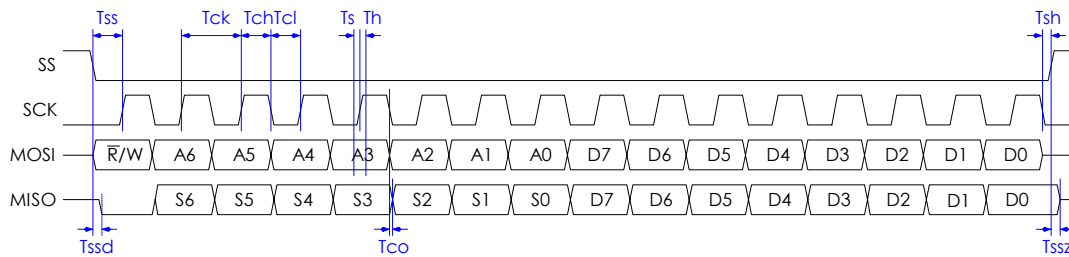 Tss Tck Tch Tcl Ts Th Tsh
SS
SCK
MOSI R̅/W A6 A5 A4 A3 A2 A1 A0 D7 D6 D5 D4 D3 D2 D1 D0
MISO S6 S5 S4 S3 S2 S1 S0 D7 D6 D5 D4 D3 D2 D1 D0
Tssd Tco Tssz